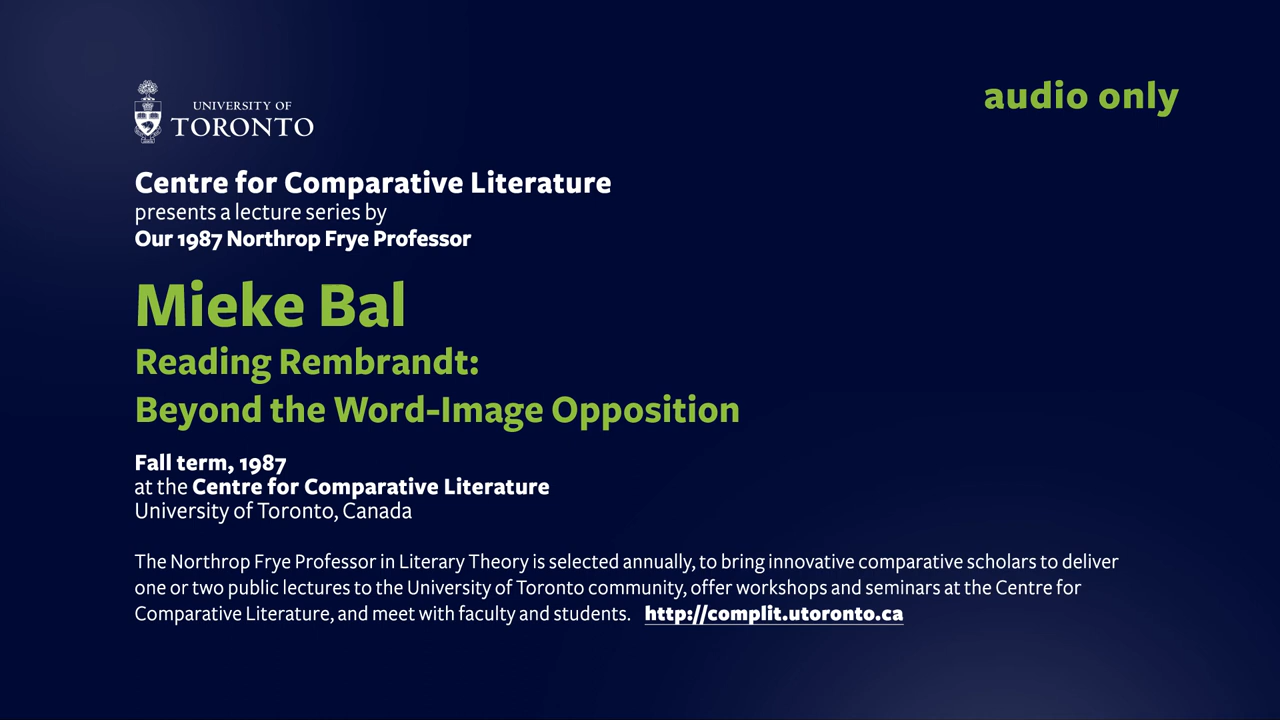 UNIVERSITY OF
TORONTO
audio only
Centre for Comparative Literature
presents a lecture series by
Our 1987 Northrop Frye Professor
Mieke Bal
Reading Rembrandt:
Beyond the Word-Image Opposition
Fall term, 1987
at the Centre for Comparative Literature
University of Toronto, Canada
The Northrop Frye Professor in Literary Theory is selected annually, to bring innovative comparative scholars to deliver
one or two public lectures to the University of Toronto community, offer workshops and seminars at the Centre for
Comparative Literature, and meet with faculty and students. http://complit.utoronto.ca